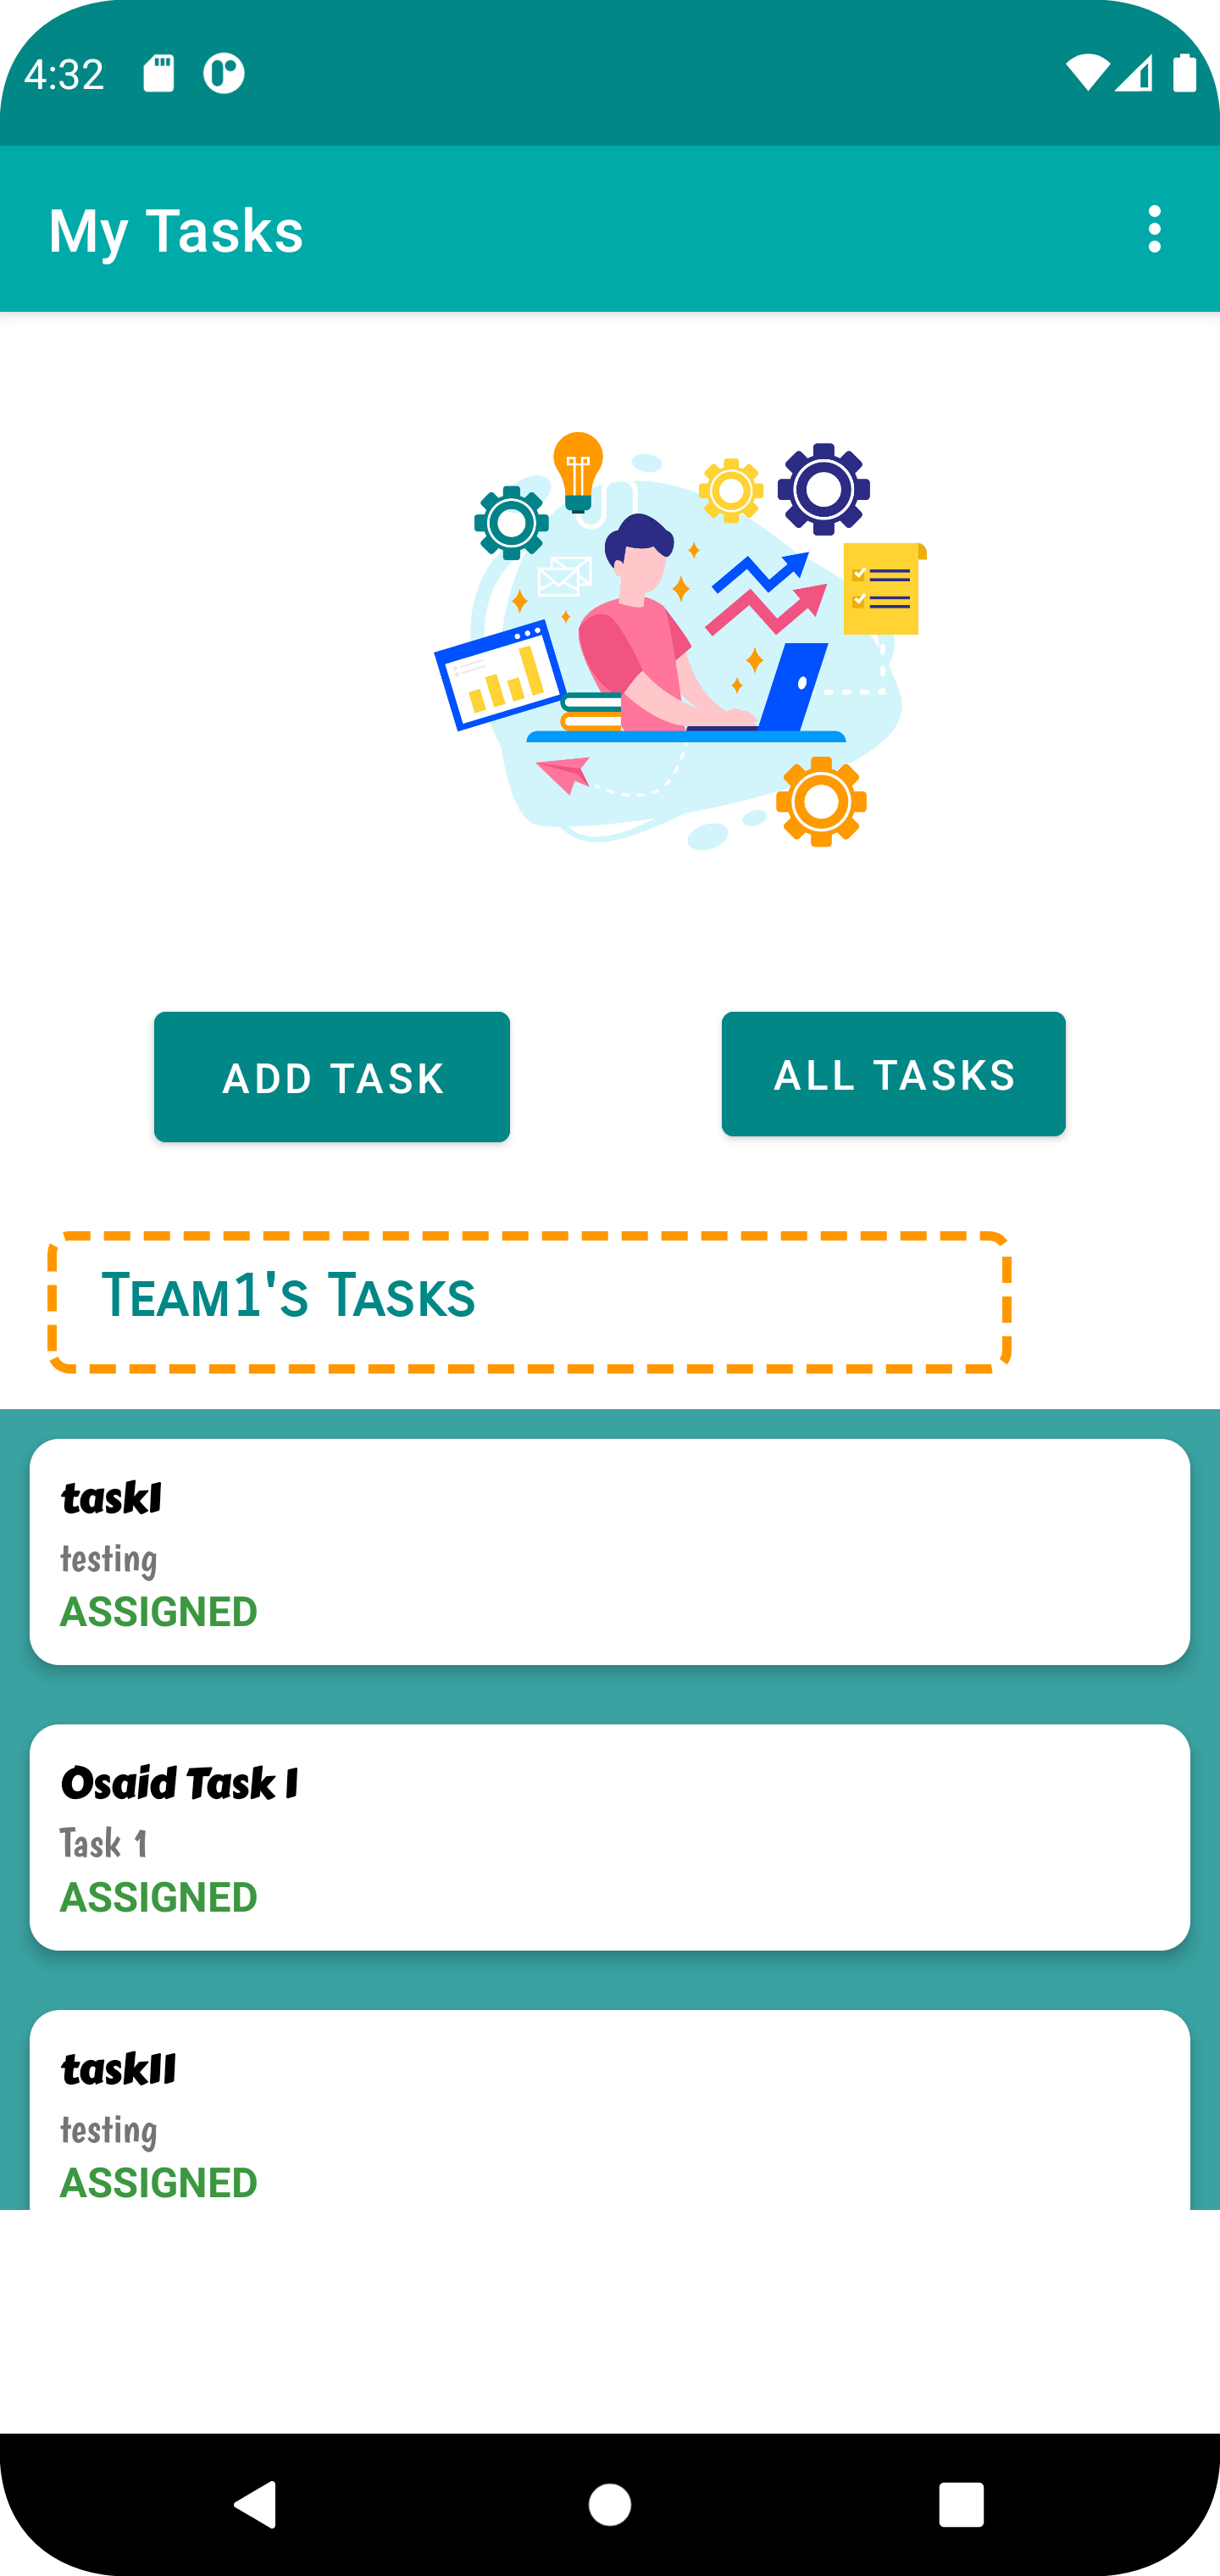 4:32
My Tasks
ADD TASK
ALL TASKS
Team1's Tasks
task1
testing
ASSIGNED
Osaid Task 1
Task 1
ASSIGNED
task11
testing
ASSIGNED